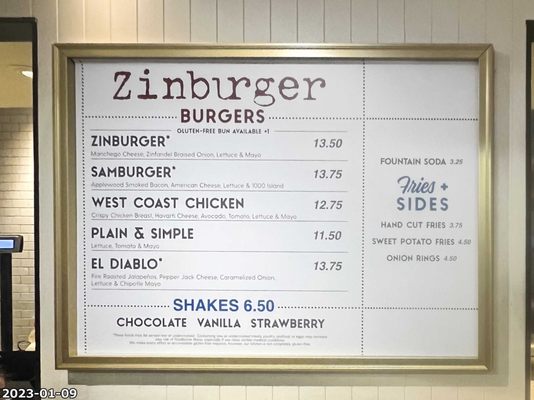 Zinburger
BURGERS
GLUTEN-FREE BUN AVAILABLE +1
ZINBURGER* 13.50
Manchego Cheese, Zinfandel Braised Onion, Lettuce & Mayo
SAMBURGER* 13.75
Applewood Smoked Bacon, American Cheese, Lettuce & 1000 Island
WEST COAST CHICKEN 12.75
Crispy Chicken Breast, Havarti Cheese, Avocado, Tomato, Lettuce & Mayo
PLAIN & SIMPLE 11.50
Lettuce, Tomato & Mayo
EL DIABLO* 13.75
Fire Roasted Jalapeños, Pepper Jack Cheese, Caramelized Onion,
Lettuce & Chipotle Mayo
SHAKES 6.50
CHOCOLATE VANILLA STRAWBERRY
FOUNTAIN SODA 3.25
Fries +
SIDES
HAND CUT FRIES 3.75
SWEET POTATO FRIES 4.50
ONION RINGS 4.50
2023-01-09